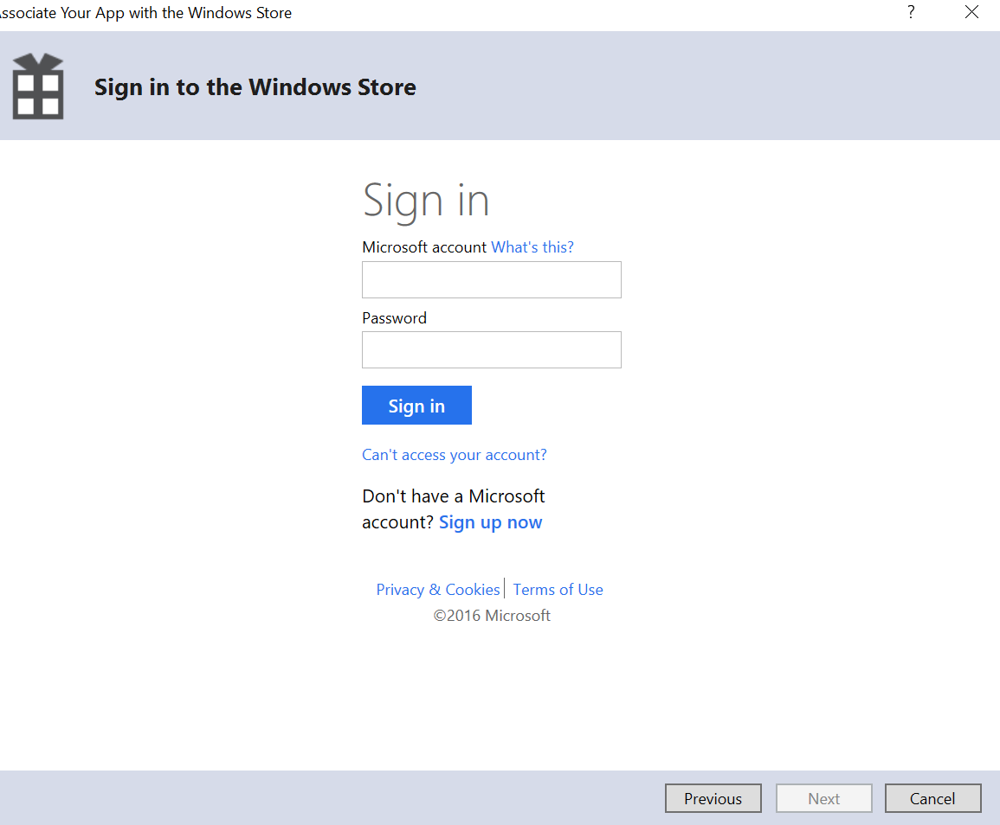 ssociate Your App with the Windows Store
?
Sign in to the Windows Store
Sign in
Microsoft account What's this?
Password
Sign in
Can't access your account?
Don't have a Microsoft
account? Sign up now
Privacy & Cookies Terms of Use
©2016 Microsoft
Previous Next Cancel